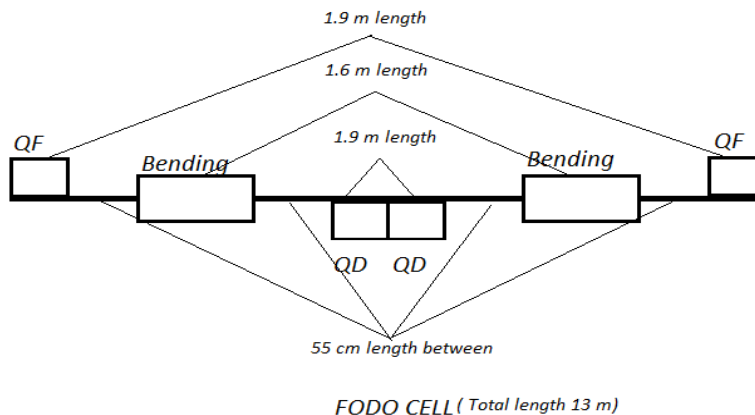 1.9 m length
1.6 m length
1.9 m length
QF
Bending
Bending
QF
QD QD
55 cm length between
FODO CELL ( Total length 13 m)